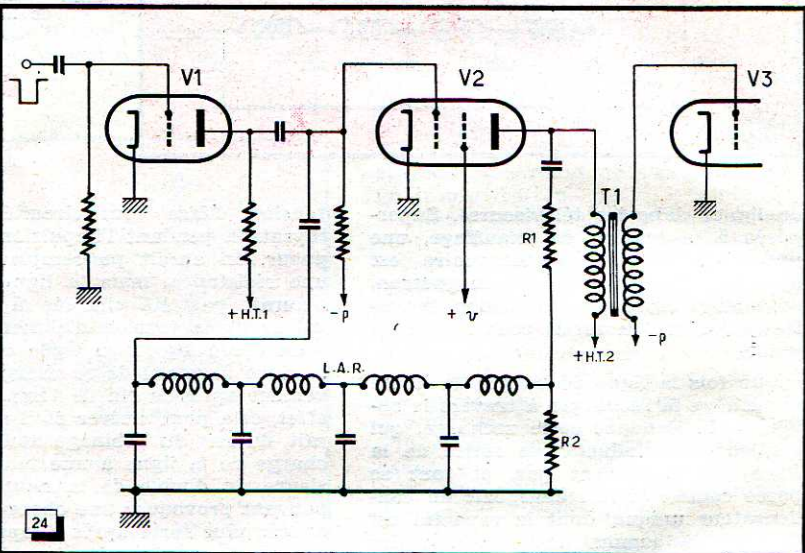 V1
V2
V3
T1
R1
+H.T.1
-p
+ v
+H.T.2
-p
L.A.R.
R2
24